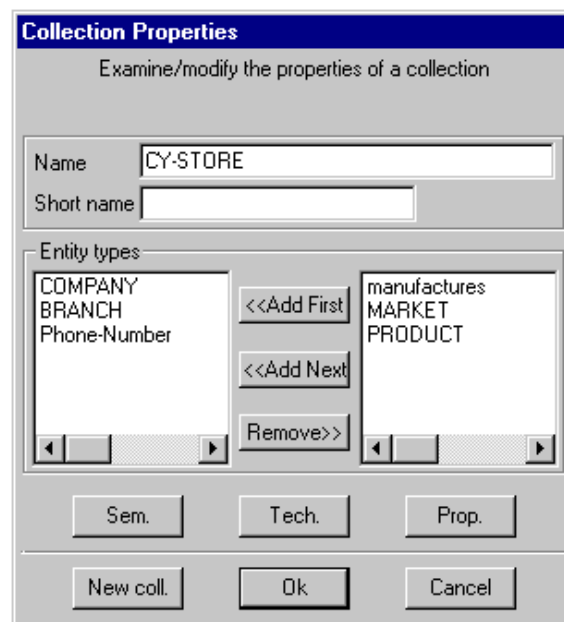 Collection Properties
Examine/modify the properties of a collection
Name CY-STORE
Short name
Entity types
COMPANY
BRANCH
Phone-Number
<<Add First
<<Add Next
Remove>>
manufactures
MARKET
PRODUCT
Sem. Tech. Prop.
New coll. Ok Cancel